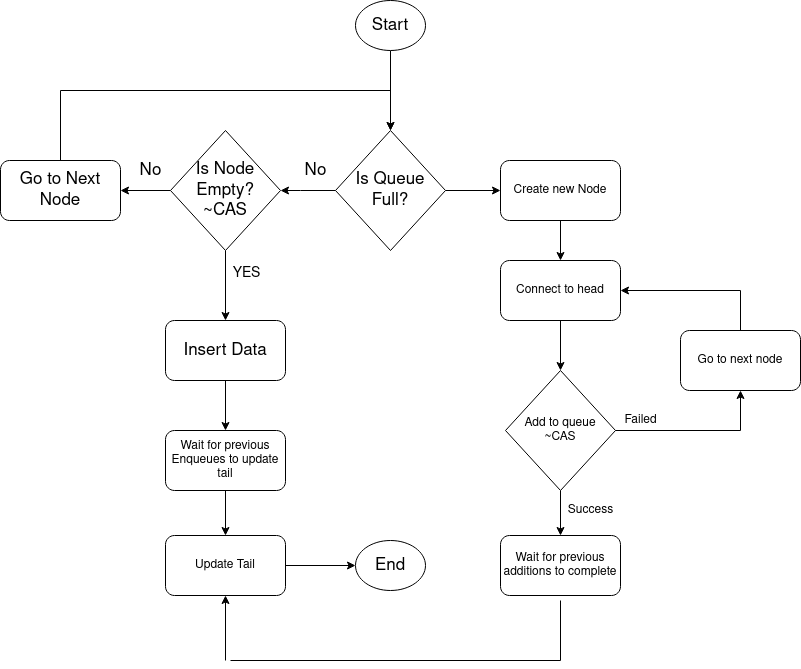 Start
Go to Next
Node
No
Is Node
Empty?
~CAS
No
Is Queue
Full?
Create new Node
YES
Connect to head
Insert Data
Go to next node
Add to queue
~CAS
Failed
Wait for previous
Enqueues to update
tail
Success
Update Tail
End
Wait for previous
additions to complete